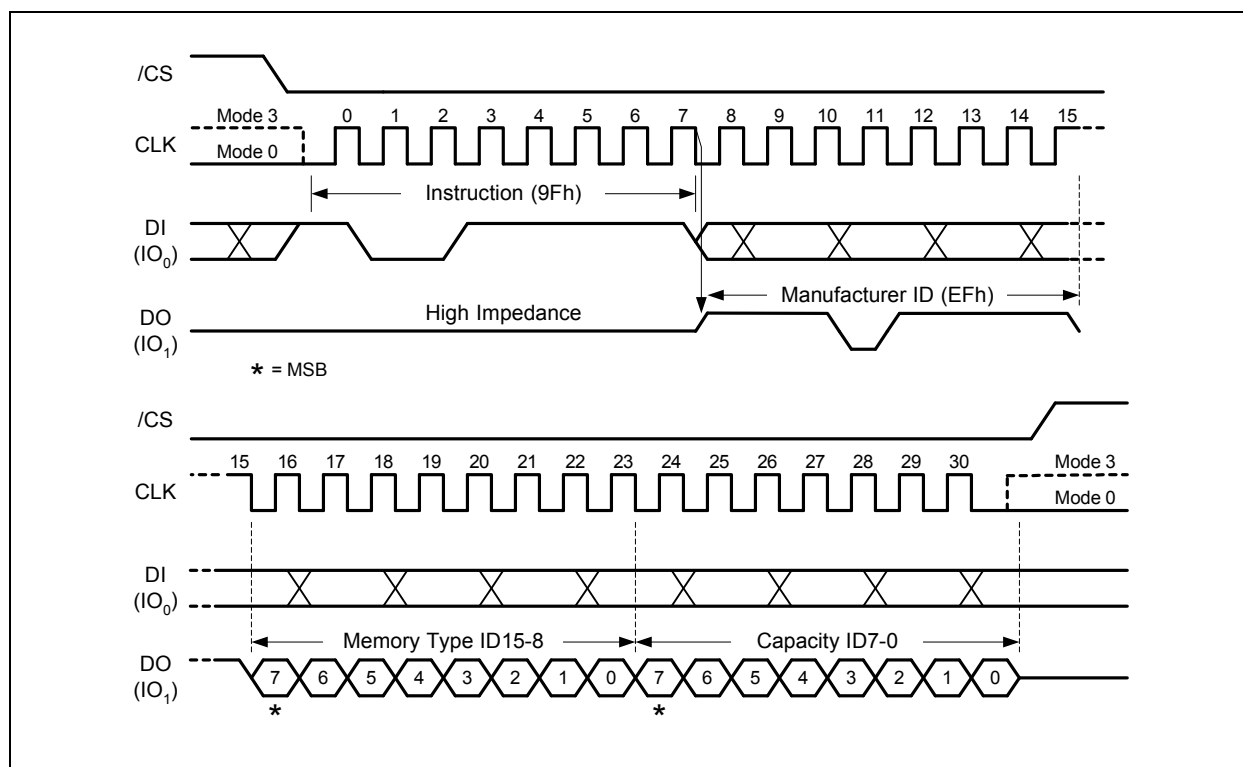 /CS
Mode 3 0 1 2 3 4 5 6 7 8 9 10 11 12 13 14 15
CLK
Mode 0
Instruction (9Fh)
DI
(IO0)
Manufacturer ID (EFh)
High Impedance
DO
(IO1)
* = MSB
/CS
15 16 17 18 19 20 21 22 23 24 25 26 27 28 29 30 Mode 3
CLK
Mode 0
DI
(IO0)
Memory Type ID15-8 Capacity ID7-0
DO
(IO1)
7 6 5 4 3 2 1 0 7 6 5 4 3 2 1 0
* *